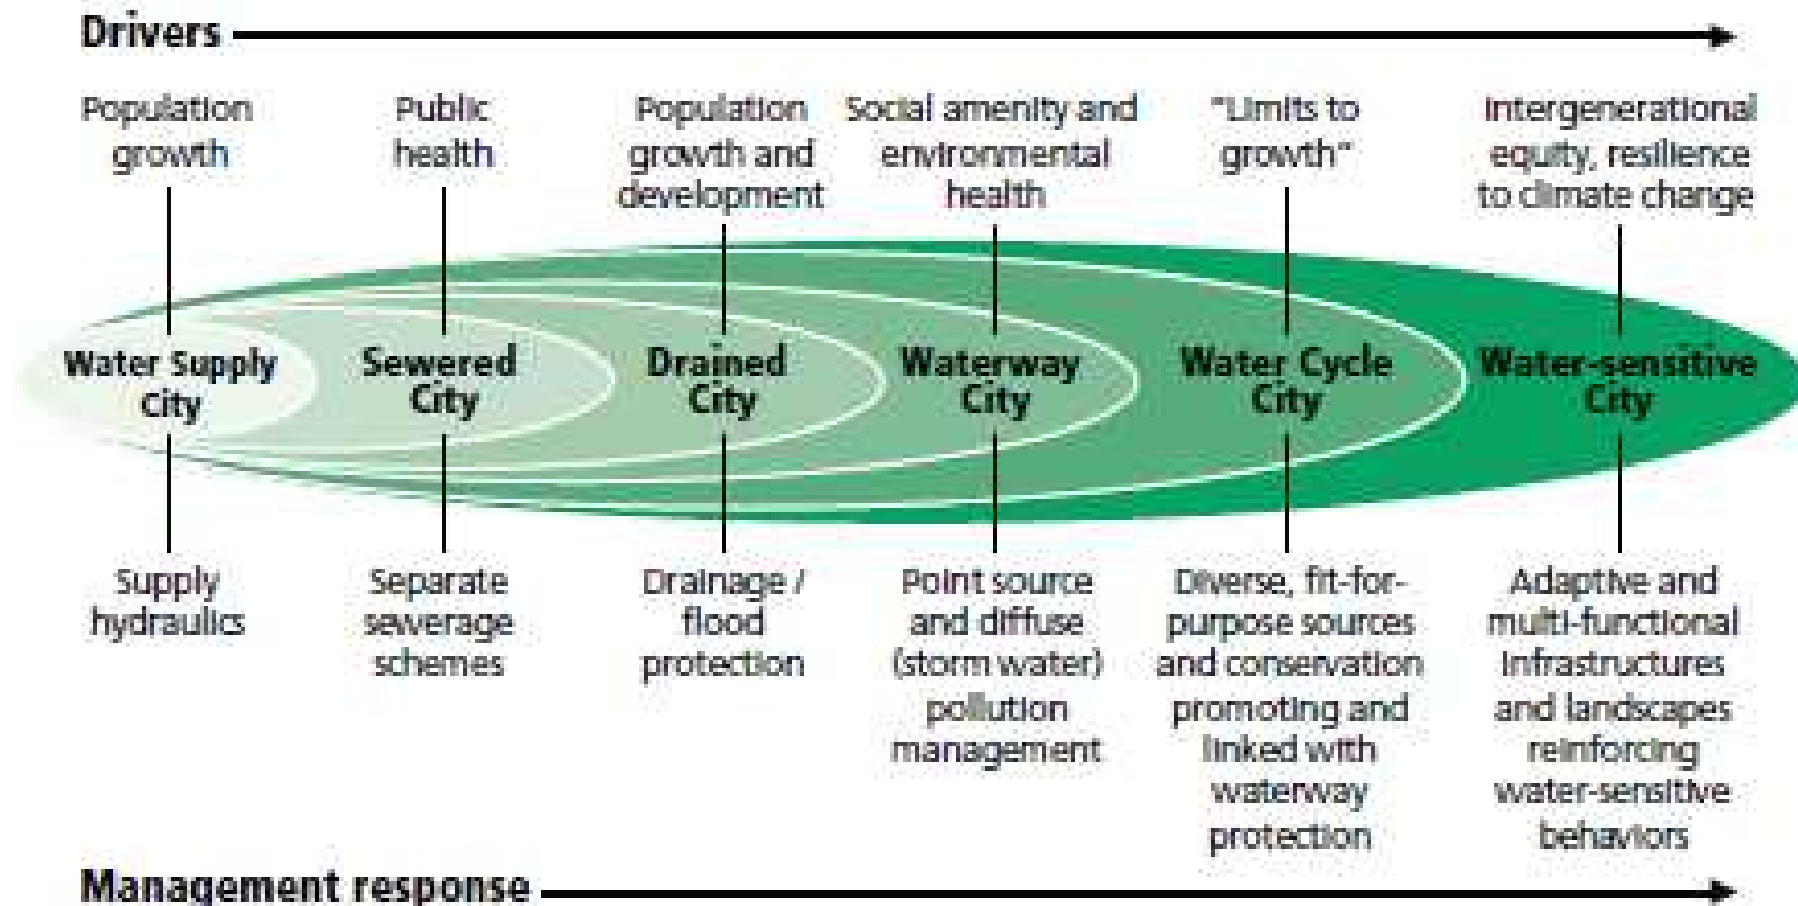 Drivers
Population
growth
Public
health
Population
growth and
development
Social amenity and
environmental
health
"Limits to
growth"
Intergenerational
equity, resilience
to climate change
Water Supply
City
Sewered
City
Drained
City
Waterway
City
Water Cycle
City
Water-sensitive
City
Supply
hydraulics
Separate
sewerage
schemes
Drainage /
flood
protection
Point source
and diffuse
(storm water)
pollution
management
Diverse, fit-for-
purpose sources
and conservation
promoting and
linked with
waterway
protection
Adaptive and
multi-functional
infrastructures
and landscapes
reinforcing
water-sensitive
behaviors
Management response